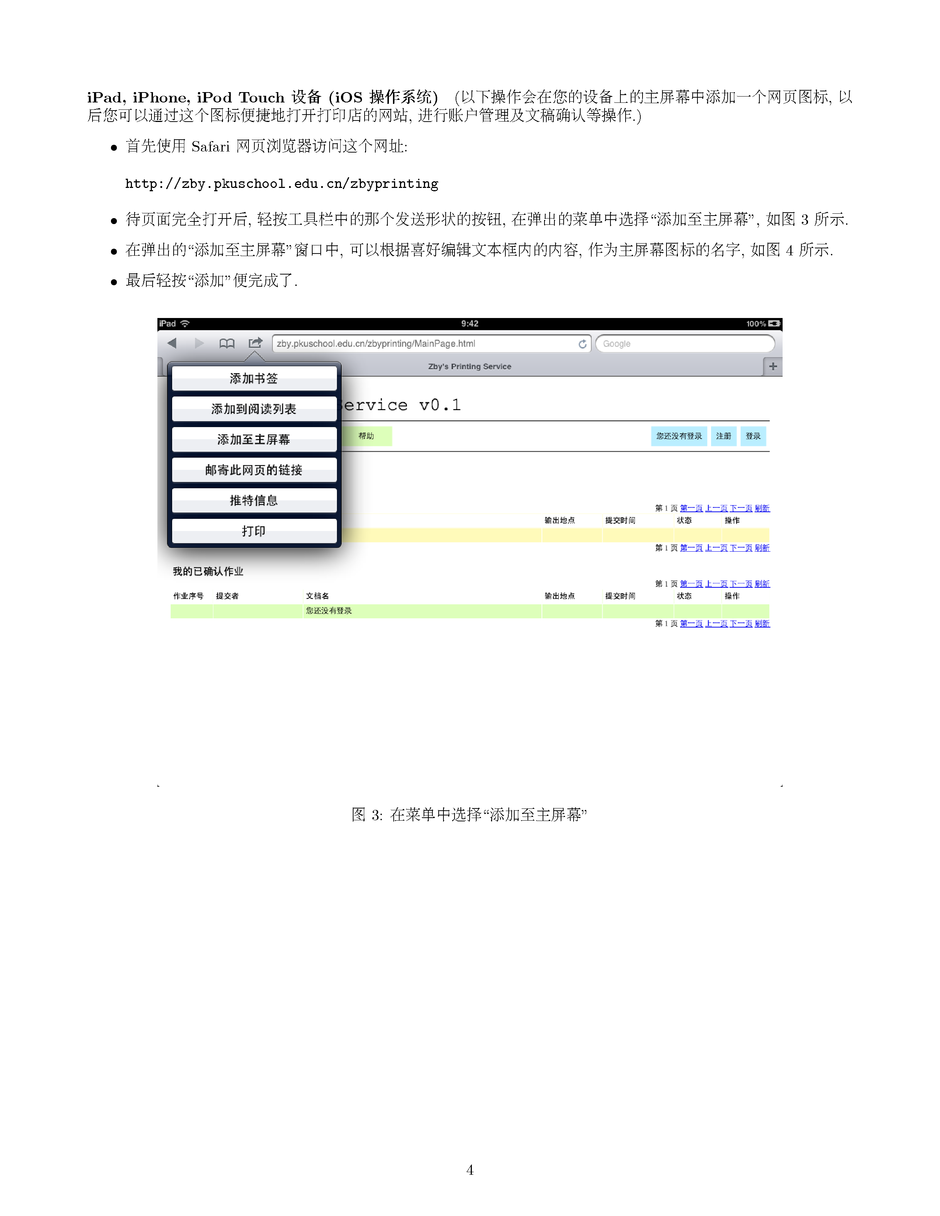 iPad, iPhone, iPod Touch 设备 (iOS 操作系统) (以下操作会在您的设备上的主屏幕中添加一个网页图标, 以
后您可以通过这个图标便捷地打开打印店的网站, 进行账户管理及文稿确认等操作.)
• 首先使用 Safari 网页浏览器访问这个网址:
http://zby.pkuschool.edu.cn/zbyprinting
• 待页面完全打开后, 轻按工具栏中的那个发送形状的按钮, 在弹出的菜单中选择“添加至主屏幕”, 如图 3 所示.
• 在弹出的“添加至主屏幕”窗口中, 可以根据喜好编辑文本框内的内容, 作为主屏幕图标的名字, 如图 4 所示.
• 最后轻按“添加”便完成了.
iPad 9:42 100%
zby.pkuschool.edu.cn/zbyprinting/MainPage.html Google
Zby's Printing Service
添加书签
添加到阅读列表
Service v0.1
添加至主屏幕 帮助 您还没有登录 注册 登录
邮寄此网页的链接
推特信息
第 1 页 第一页 上一页 下一页 刷新
输出地点 提交时间 状态 操作
打印
第 1 页 第一页 上一页 下一页 刷新
我的已确认作业
第 1 页 第一页 上一页 下一页 刷新
作业序号 提交者 文档名 输出地点 提交时间 状态 操作
您还没有登录
第 1 页 第一页 上一页 下一页 刷新
图 3: 在菜单中选择“添加至主屏幕”
4